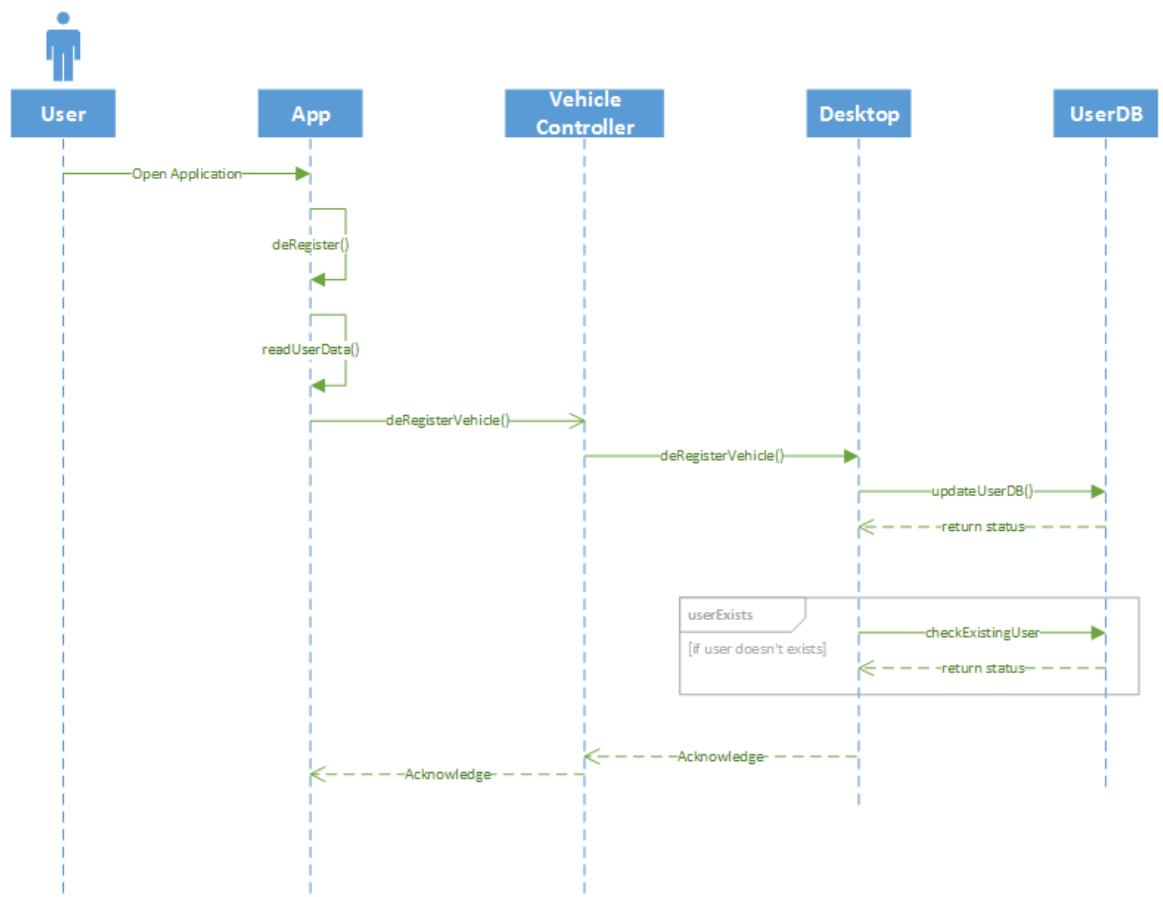 User
App
Vehicle
Controller
Desktop
UserDB
Open Application
deRegister()
readUserData()
deRegisterVehicle()
deRegisterVehicle()
updateUserDB()
return status
userExists
checkExistingUser
[if user doesn't exists]
return status
Acknowledge
Acknowledge